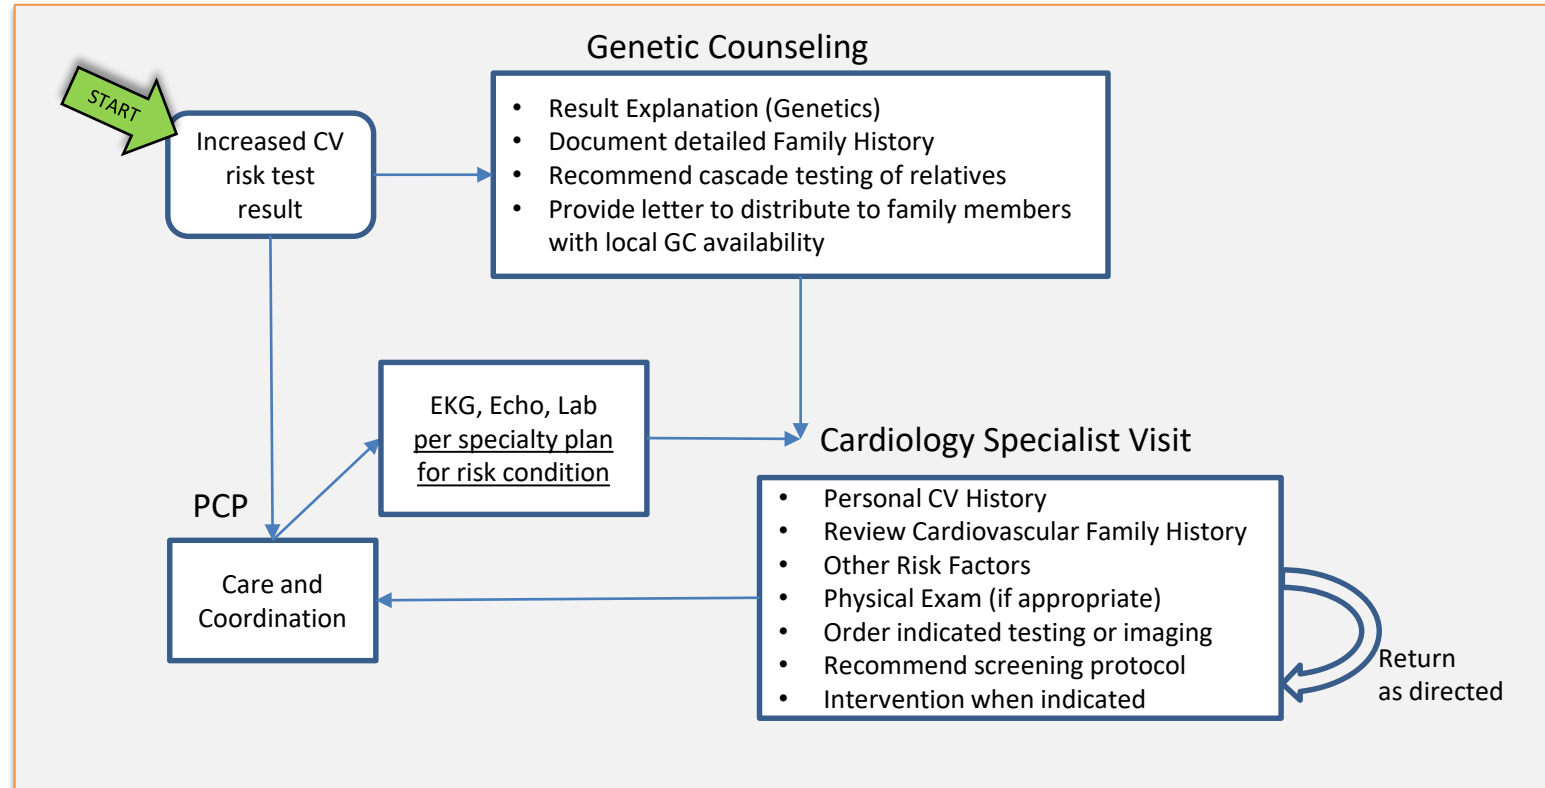 Genetic Counseling
START
Increased CV
risk test
result
• Result Explanation (Genetics)
• Document detailed Family History
• Recommend cascade testing of relatives
• Provide letter to distribute to family members
with local GC availability
EKG, Echo, Lab
per specialty plan
for risk condition
PCP
Care and
Coordination
Cardiology Specialist Visit
• Personal CV History
• Review Cardiovascular Family History
• Other Risk Factors
• Physical Exam (if appropriate)
• Order indicated testing or imaging
• Recommend screening protocol
• Intervention when indicated
Return
as directed